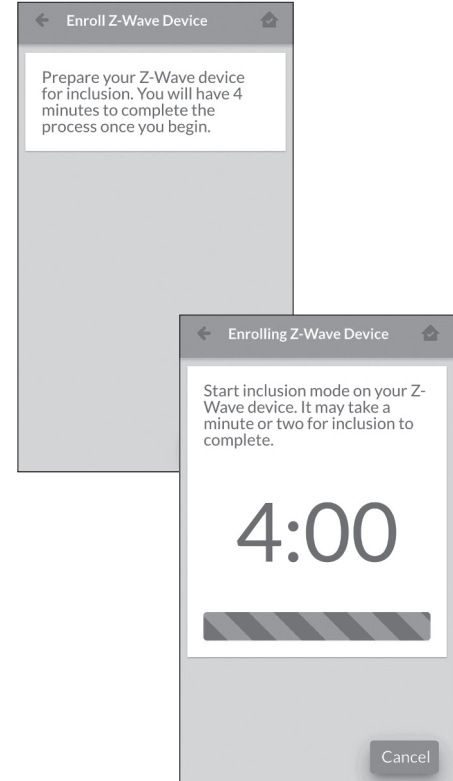 Enroll Z-Wave Device
Prepare your Z-Wave device
for inclusion. You will have 4
minutes to complete the
process once you begin.
Enrolling Z-Wave Device
Start inclusion mode on your Z-
Wave device. It may take a
minute or two for inclusion to
complete.
4:00
Cancel